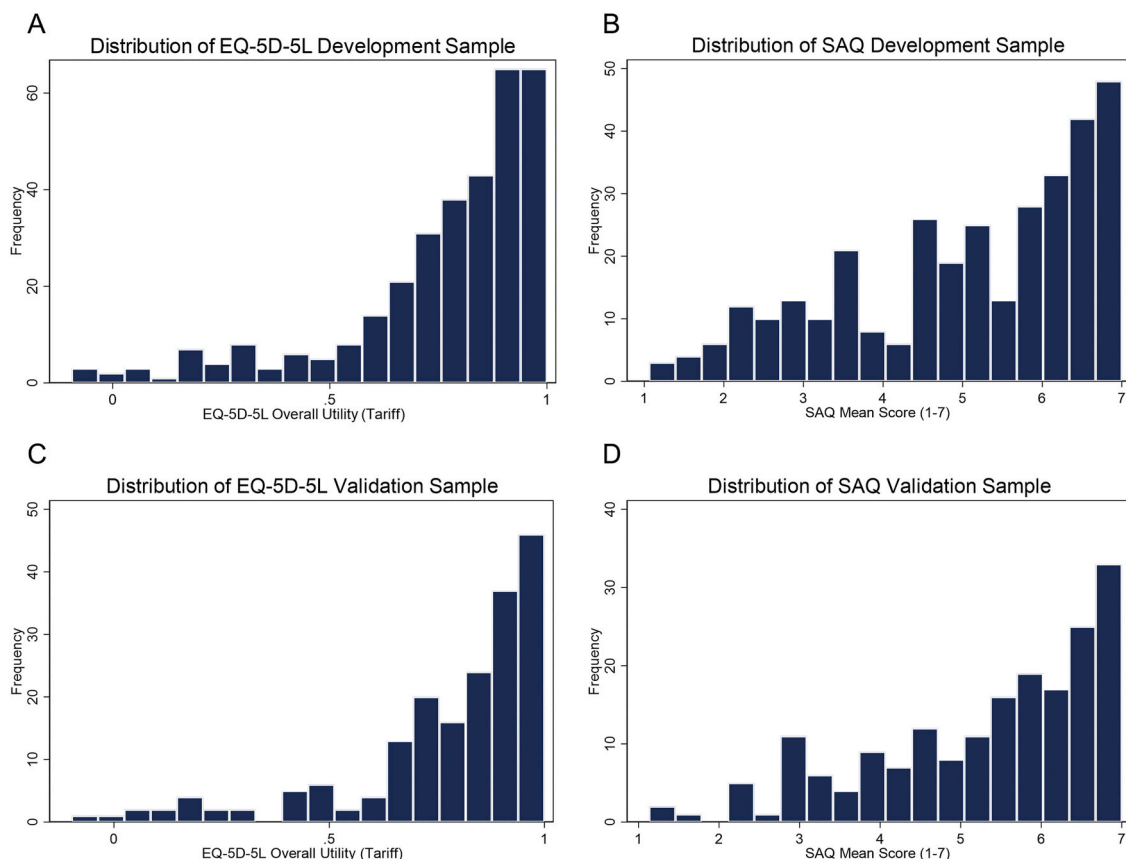 A
Distribution of EQ-5D-5L Development Sample
60
40
20
0
Frequency
0 .5 1
EQ-5D-5L Overall Utility (Tariff)
B
Distribution of SAQ Development Sample
50
40
30
20
10
0
Frequency
1 2 3 4 5 6 7
SAQ Mean Score (1-7)
C
Distribution of EQ-5D-5L Validation Sample
50
40
30
20
10
0
Frequency
0 .5 1
EQ-5D-5L Overall Utility (Tariff)
D
Distribution of SAQ Validation Sample
40
30
20
10
0
Frequency
1 2 3 4 5 6 7
SAQ Mean Score (1-7)